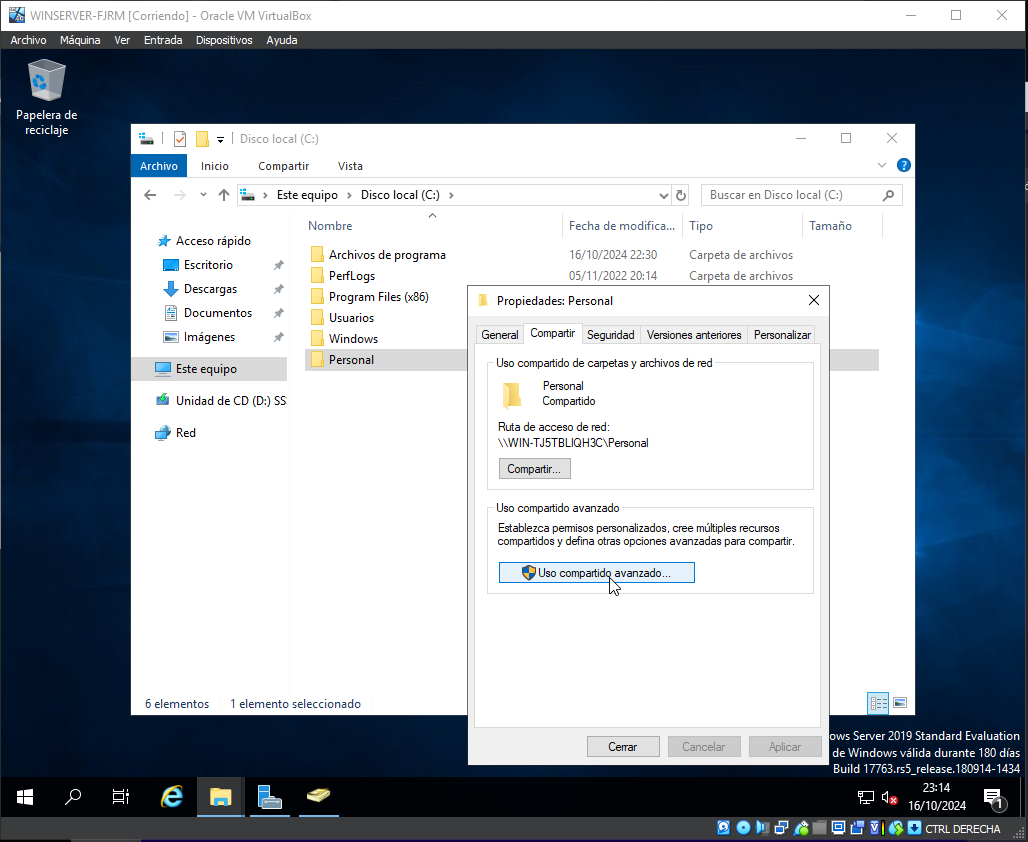 WINSERVER-FJRM [Corriendo] - Oracle VM VirtualBox
Archivo Máquina Ver Entrada Dispositivos Ayuda
Papelera de
reciclaje
Disco local (C:)
Archivo Inicio Compartir Vista
Este equipo > Disco local (C:) >
Buscar en Disco local (C:)
Nombre Fecha de modifica... Tipo Tamaño
Acceso rápido
Escritorio
Descargas
Documentos
Imágenes
Este equipo
Unidad de CD (D:) SS
Red
Archivos de programa 16/10/2024 22:30 Carpeta de archivos
PerfLogs 05/11/2022 20:14 Carpeta de archivos
Program Files (x86)
Usuarios
Windows
Personal
6 elementos 1 elemento seleccionado
Propiedades: Personal
General Compartir Seguridad Versiones anteriores Personalizar
Uso compartido de carpetas y archivos de red
Personal
Compartido
Ruta de acceso de red:
\\WIN-TJ5TBLIQH3C\Personal
Compartir...
Uso compartido avanzado
Establezca permisos personalizados, cree múltiples recursos
compartidos y defina otras opciones avanzadas para compartir.
Uso compartido avanzado...
Cerrar Cancelar Aplicar
ows Server 2019 Standard Evaluation
de Windows válida durante 180 días
Build 17763.rs5_release.180914-1434
23:14
16/10/2024
1
CTRL DERECHA